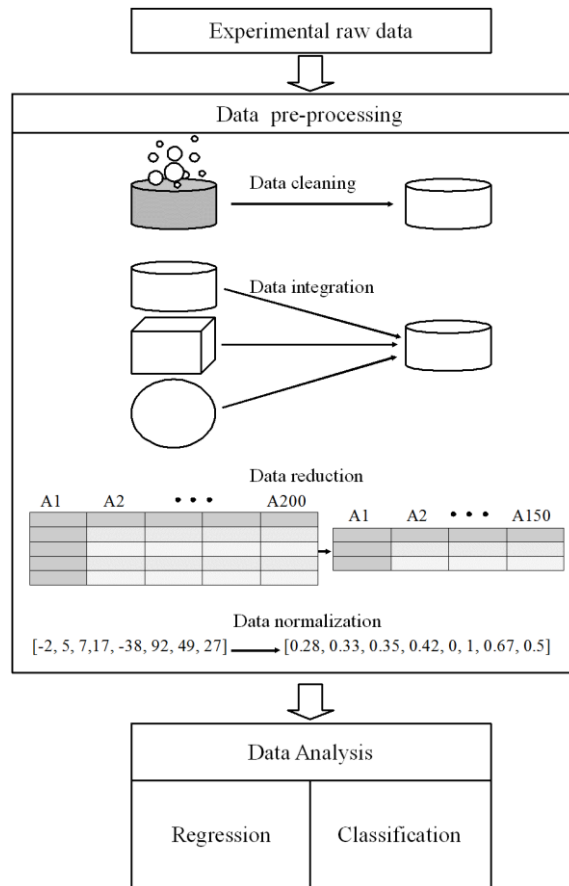 Experimental raw data
Data pre-processing
Data cleaning
Data integration
Data reduction
A1 A2 • • • A200
A1 A2 • • • A150
Data normalization
[-2, 5, 7,17, -38, 92, 49, 27] [0.28, 0.33, 0.35, 0.42, 0, 1, 0.67, 0.5]
Data Analysis
Regression Classification